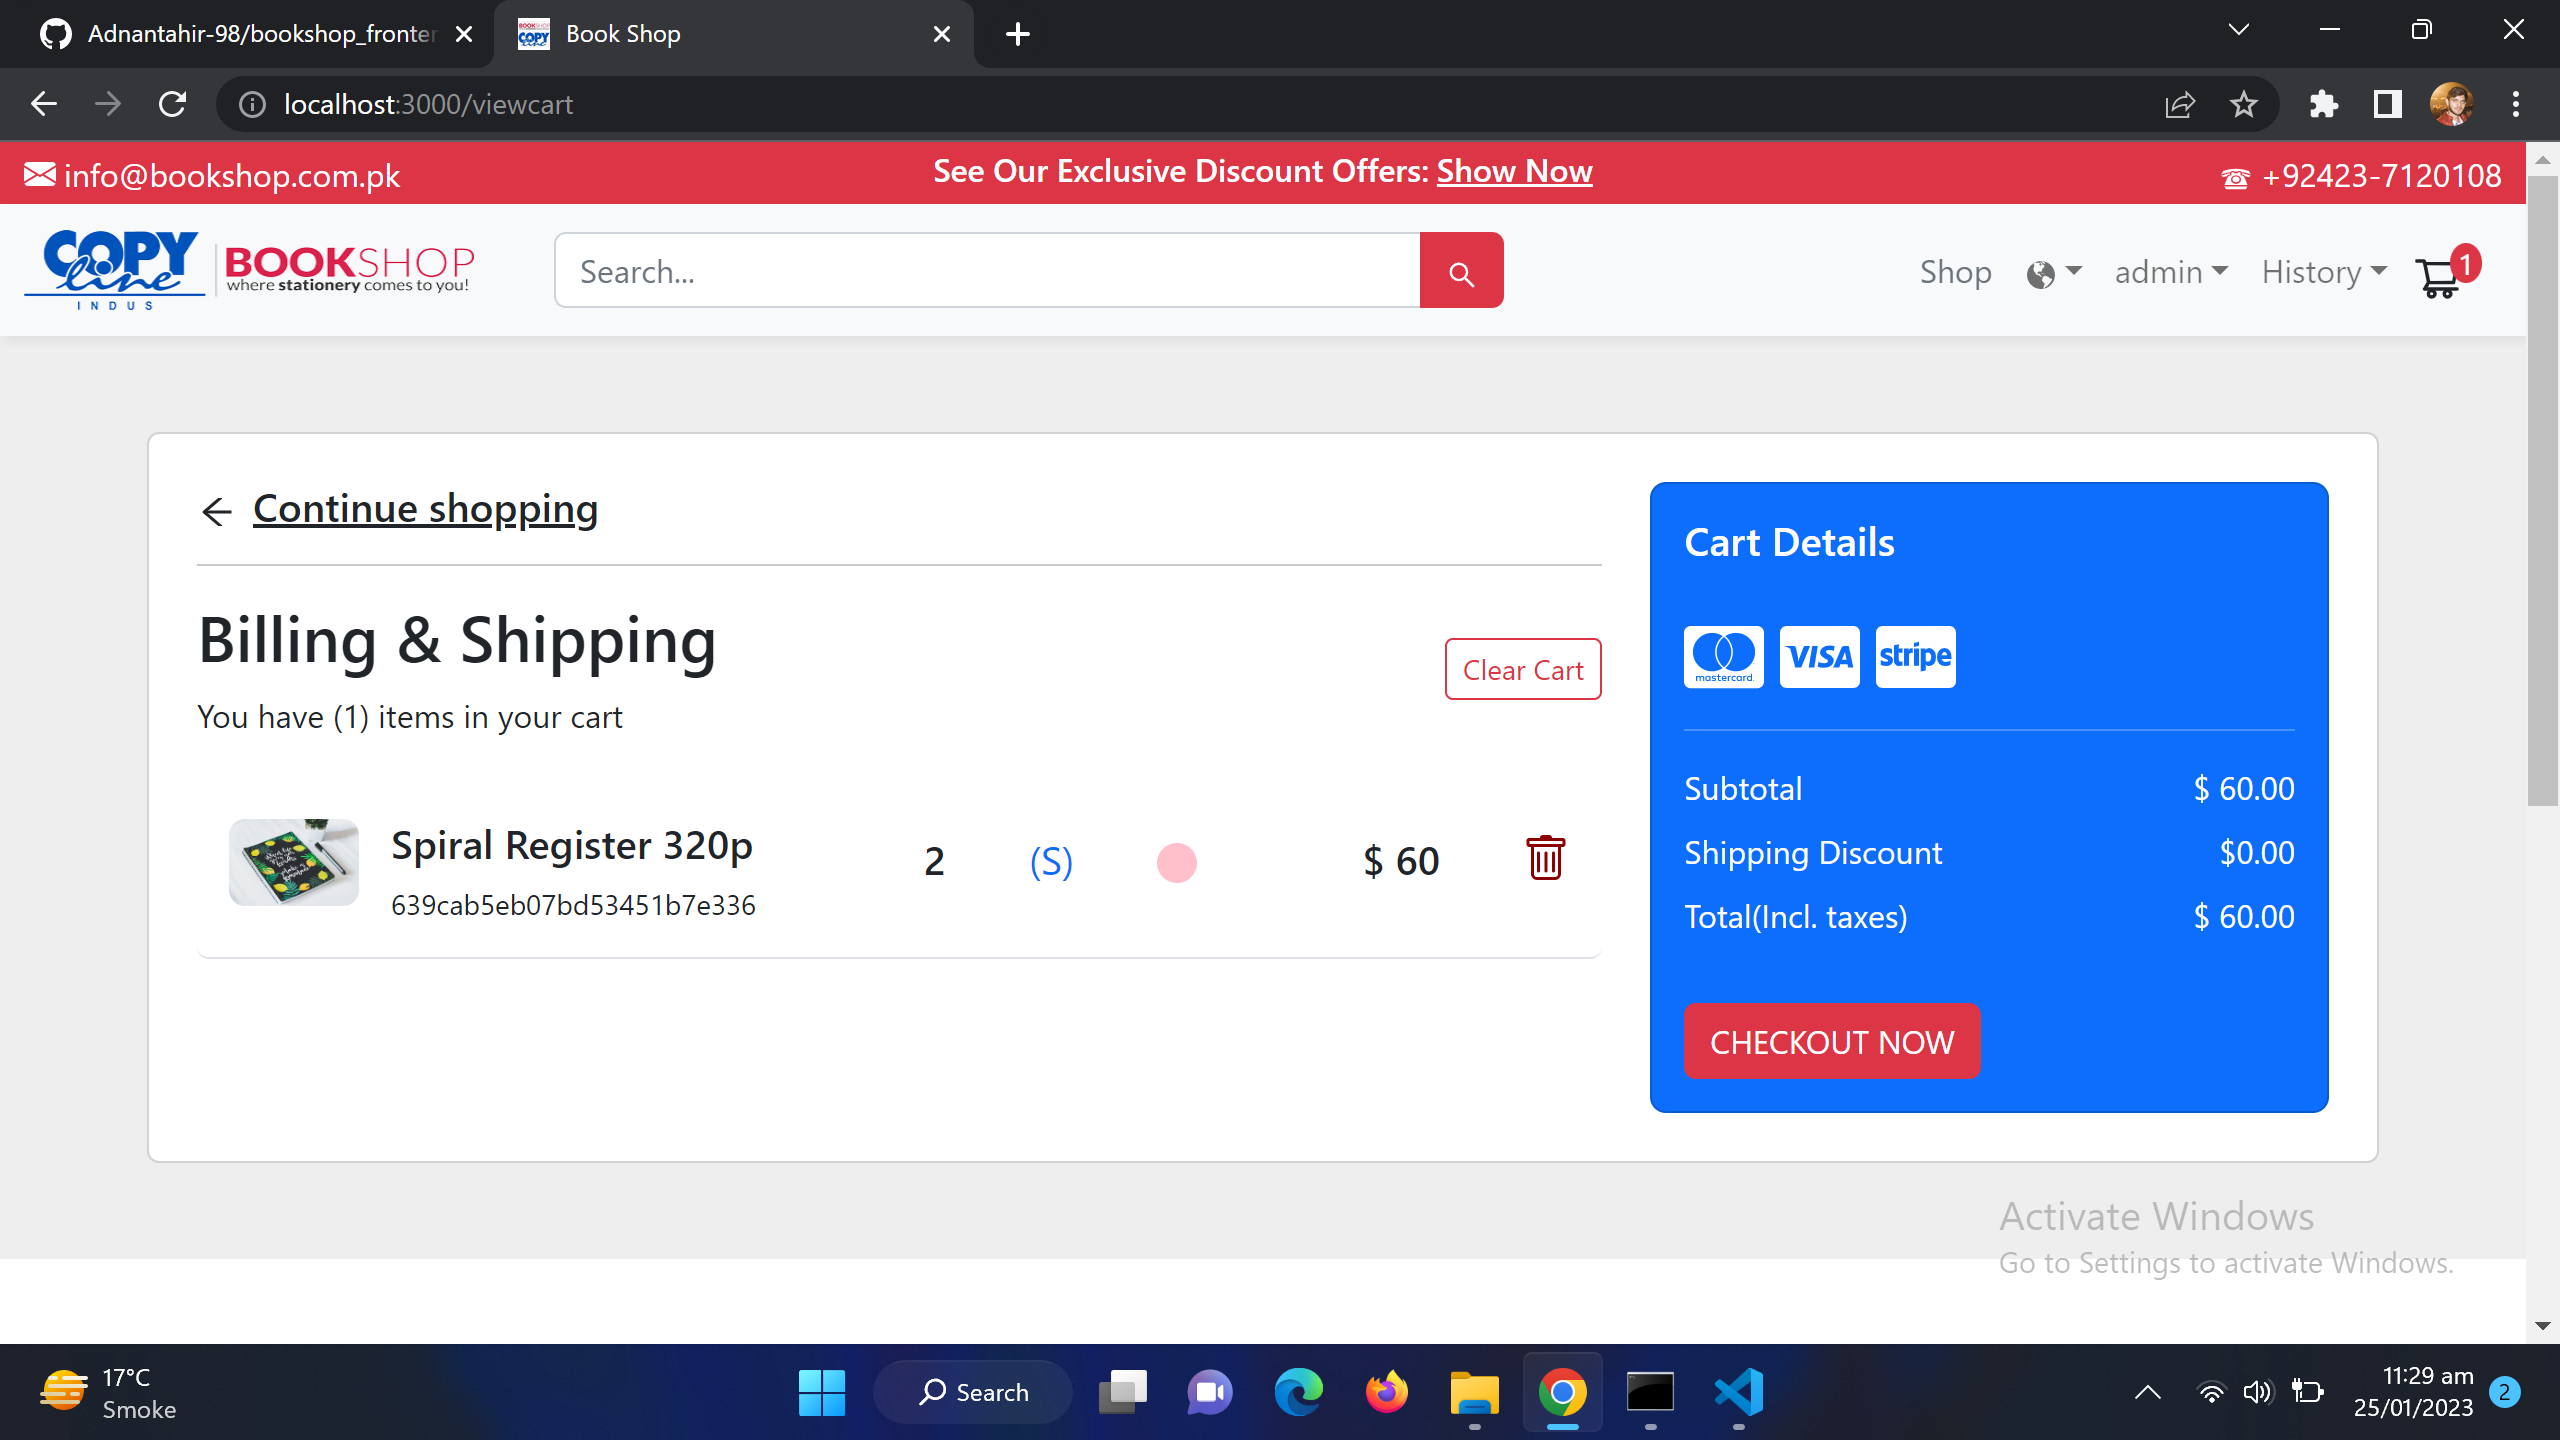 Adnantahir-98/bookshop_fronter
Book Shop
localhost:3000/viewcart
info@bookshop.com.pk
See Our Exclusive Discount Offers: Show Now
+92423-7120108
COPY line INDUS
BOOKSHOP
where stationery comes to you!
Search...
Shop
admin
History
1
Continue shopping
Billing & Shipping
Clear Cart
You have (1) items in your cart
Spiral Register 320p
639cab5eb07bd53451b7e336
2
(S)
$ 60
Cart Details
mastercard.
VISA
stripe
Subtotal $ 60.00
Shipping Discount $0.00
Total(Incl. taxes) $ 60.00
CHECKOUT NOW
Activate Windows
Go to Settings to activate Windows.
17°C
Smoke
Search
11:29 am
25/01/2023
2